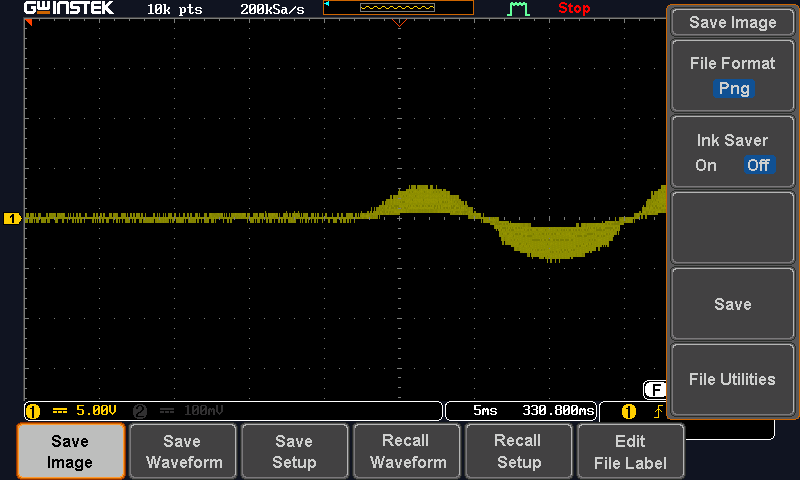 GWINSTEK 10k pts 200kSa/s Stop
Save Image
File Format
Png
Ink Saver
On Off
1
Save
File Utilities
F
1 5.00V 2 100mV 5ms 330.800ms 1
Save Image
Save Waveform
Save Setup
Recall Waveform
Recall Setup
Edit File Label